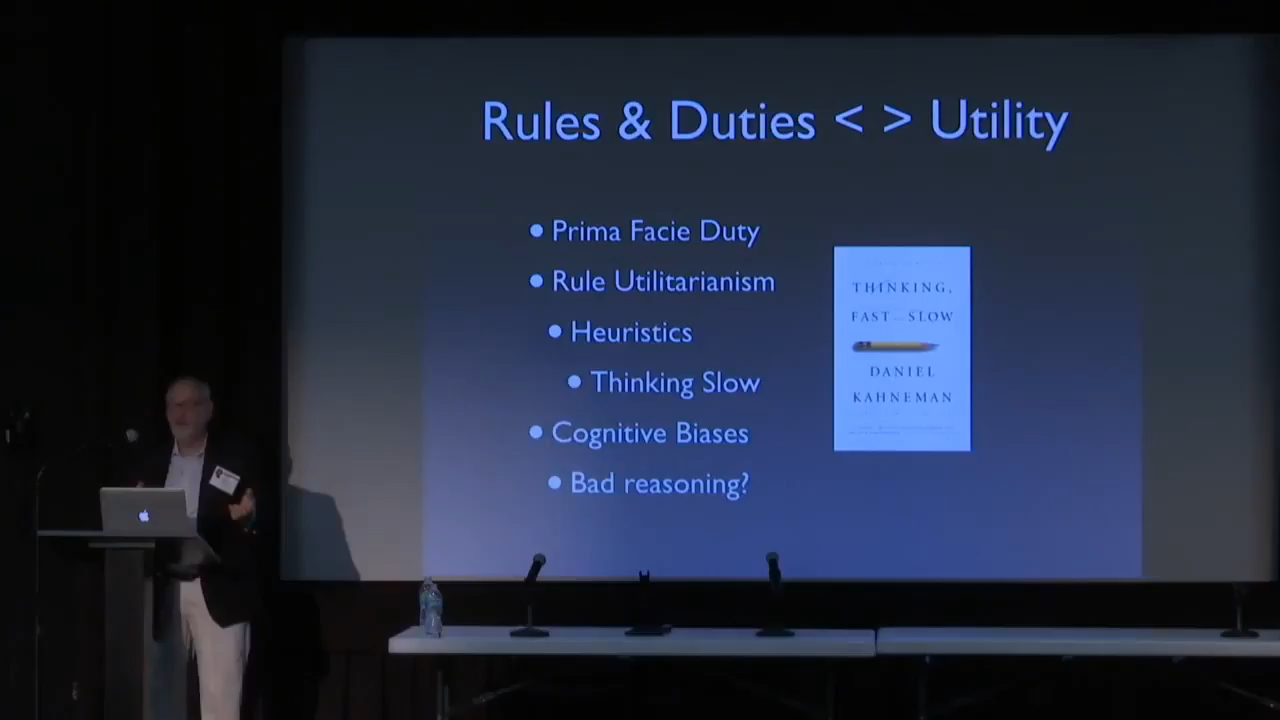 Rules & Duties < > Utility
• Prima Facie Duty
• Rule Utilitarianism
• Heuristics
• Thinking Slow
• Cognitive Biases
• Bad reasoning?
THINKING,
FAST AND SLOW
DANIEL
KAHNEMAN